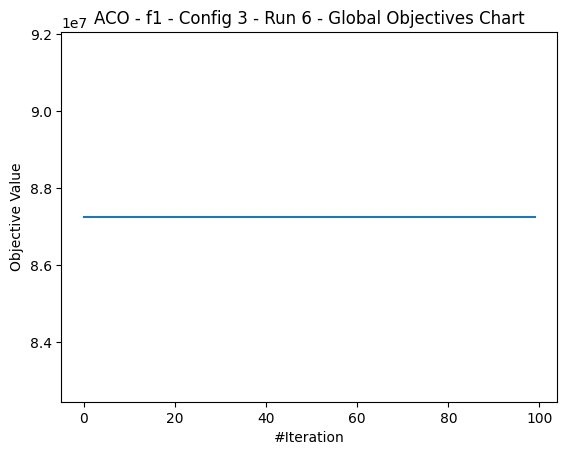 ACO - f1 - Config 3 - Run 6 - Global Objectives Chart
1e7
9.2
9.0
8.8
8.6
8.4
Objective Value
0 20 40 60 80 100
#Iteration